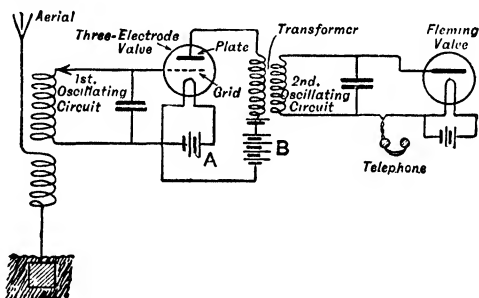 Aerial
Three-Electrode
Valve
Plate
Grid
1st.
Oscillating
Circuit
A
Transformer
B
2nd.
Oscillating
Circuit
Fleming
Valve
Telephone